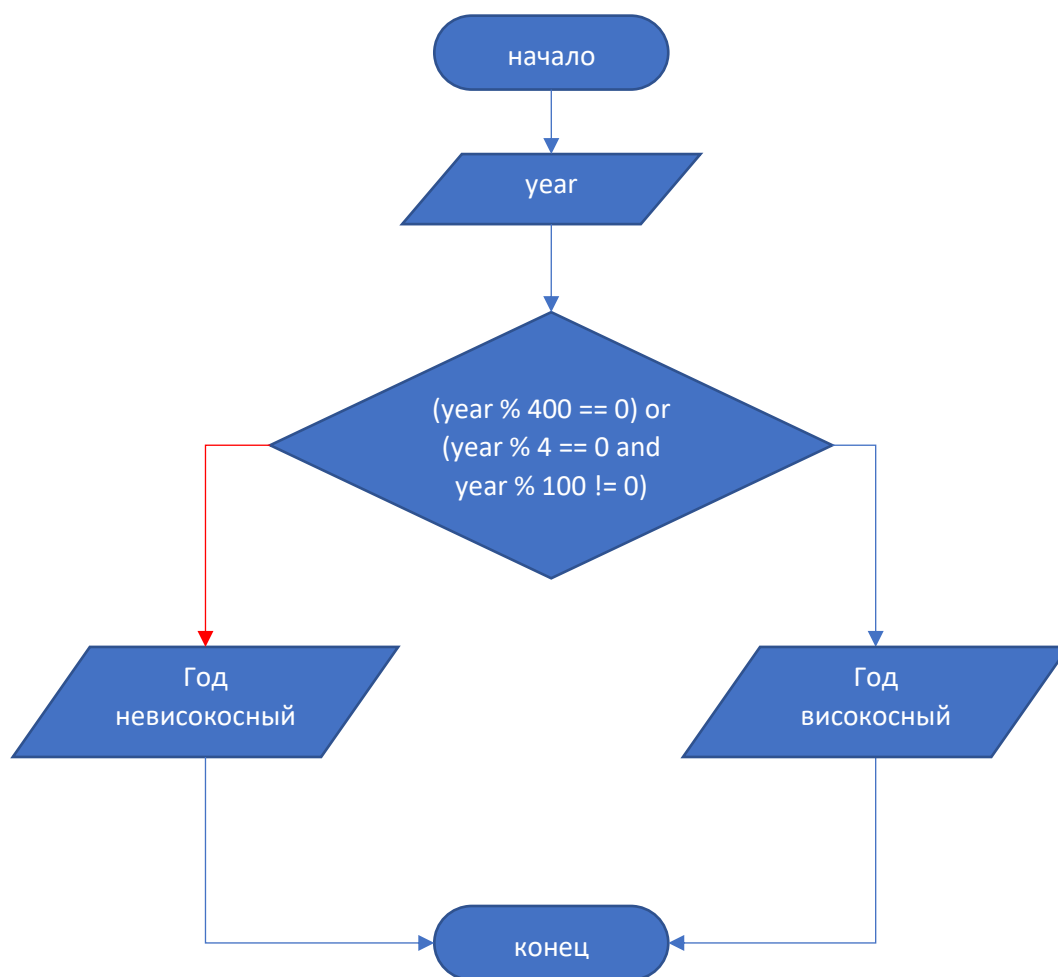 начало
year
(year % 400 == 0) or
(year % 4 == 0 and
year % 100 != 0)
Год
невисокосный
Год
високосный
конец